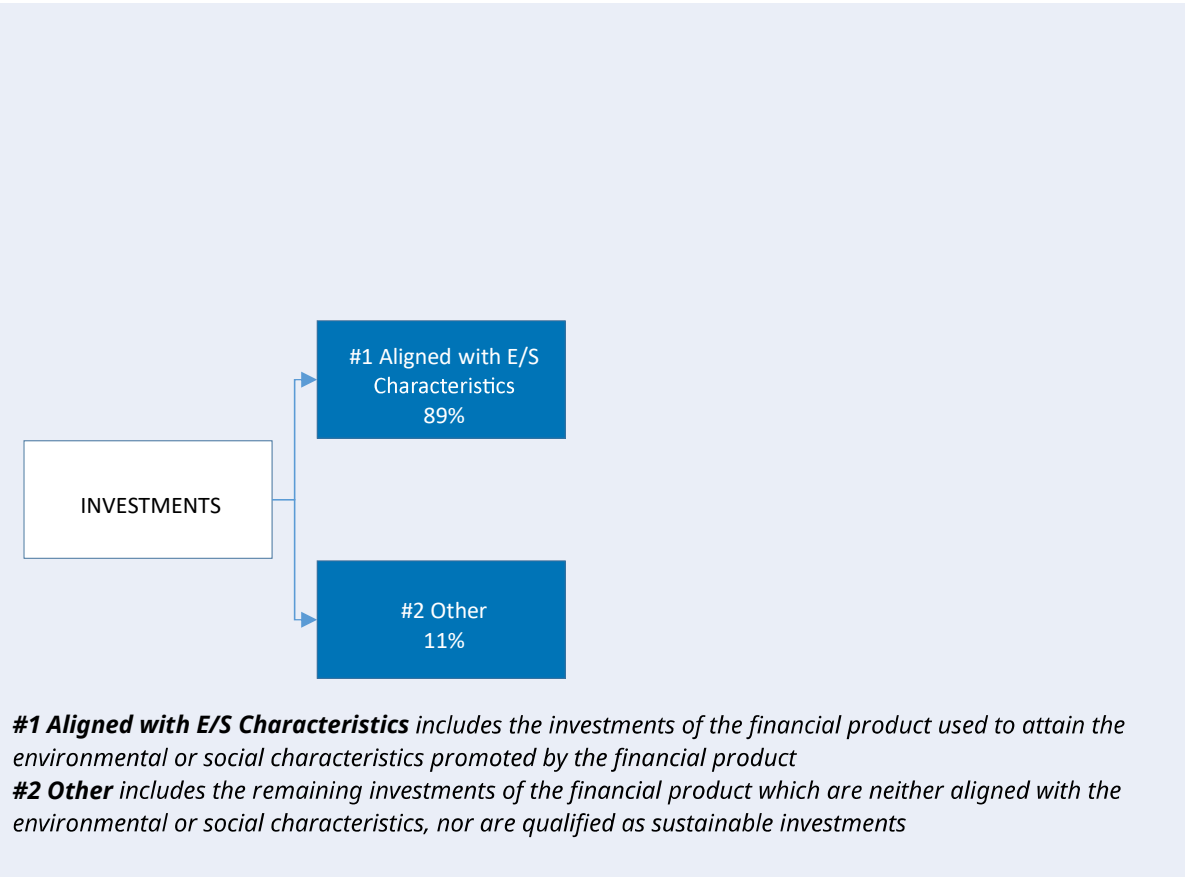 #1 Aligned with E/S
Characteristics
89%
INVESTMENTS
#2 Other
11%
#1 Aligned with E/S Characteristics includes the investments of the financial product used to attain the
environmental or social characteristics promoted by the financial product
#2 Other includes the remaining investments of the financial product which are neither aligned with the
environmental or social characteristics, nor are qualified as sustainable investments